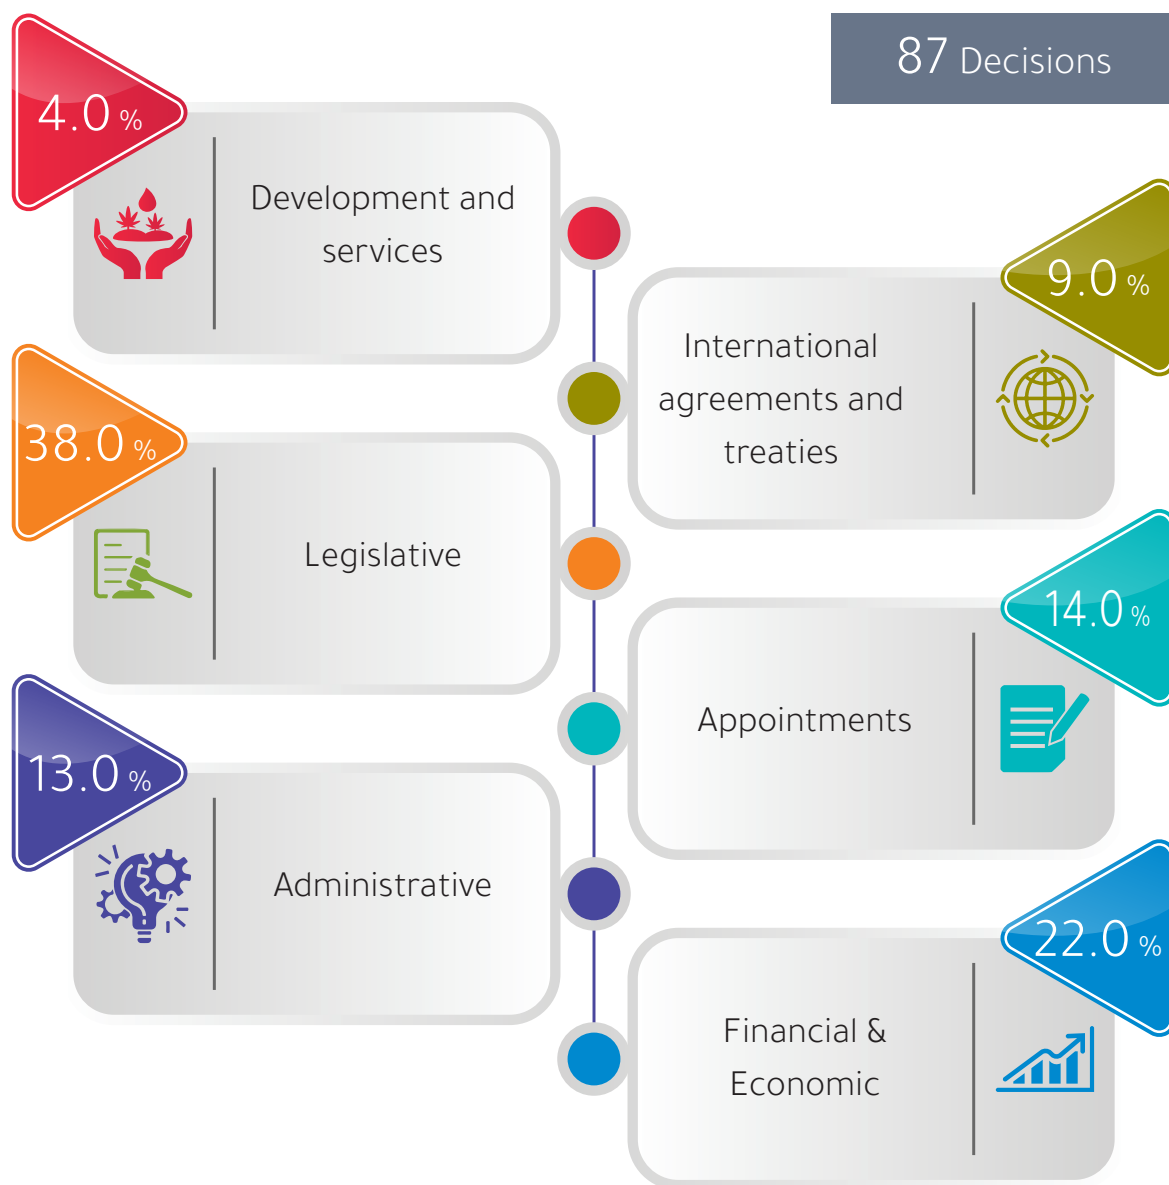 87 Decisions
4.0 %
Development and
services
9.0 %
International
agreements and
treaties
38.0 %
Legislative
14.0 %
Appointments
13.0 %
Administrative
22.0 %
Financial &
Economic